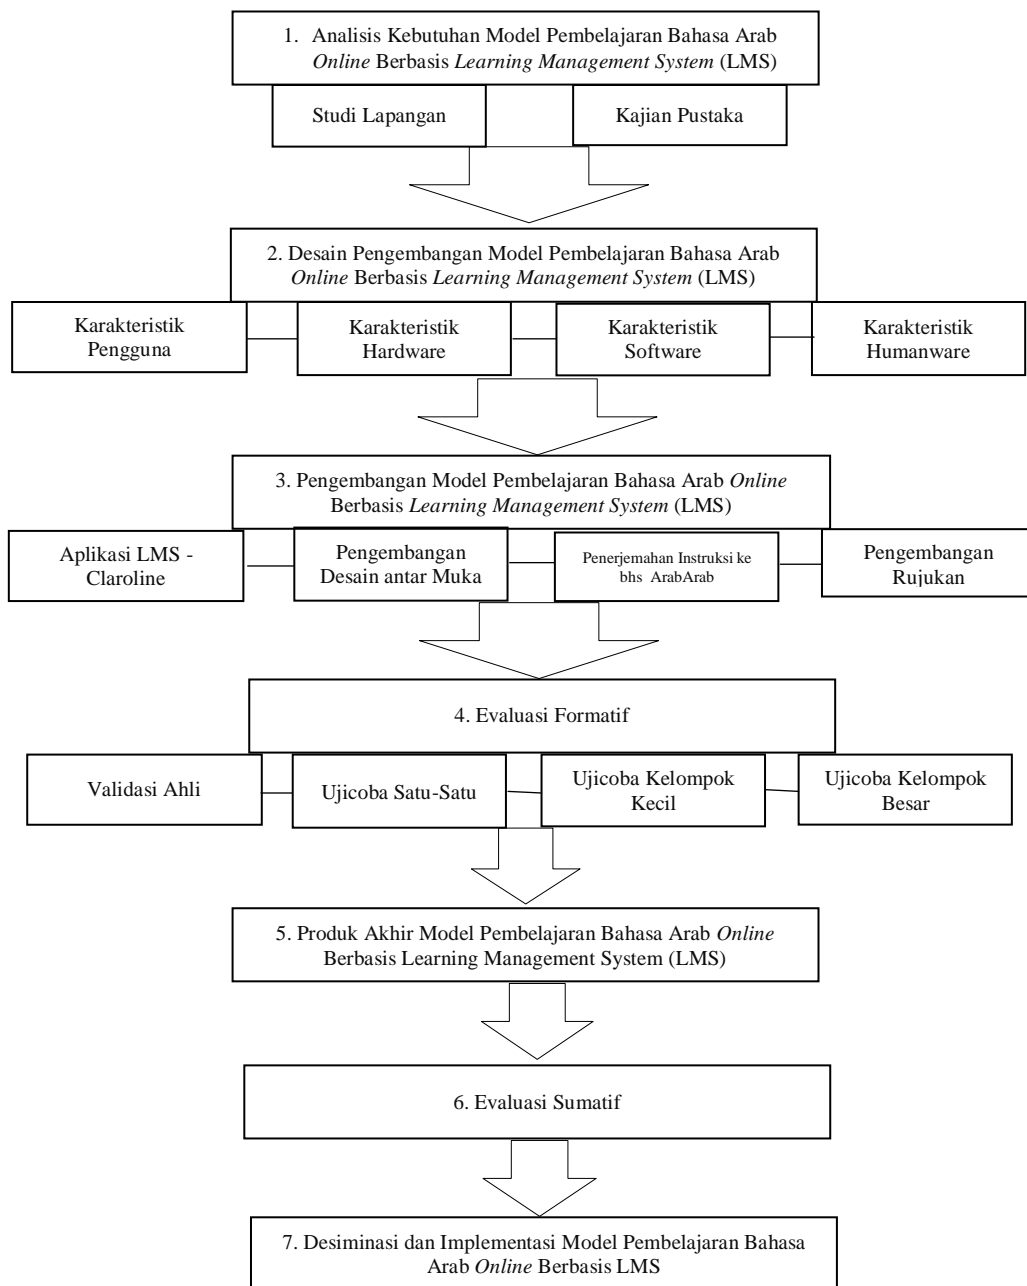 1. Analisis Kebutuhan Model Pembelajaran Bahasa Arab
Online Berbasis Learning Management System (LMS)
Studi Lapangan
Kajian Pustaka
2. Desain Pengembangan Model Pembelajaran Bahasa Arab
Online Berbasis Learning Management System (LMS)
Karakteristik
Pengguna
Karakteristik
Hardware
Karakteristik
Software
Karakteristik
Humanware
3. Pengembangan Model Pembelajaran Bahasa Arab Online
Berbasis Learning Management System (LMS)
Aplikasi LMS -
Claroline
Pengembangan
Desain antar Muka
Penerjemahan Instruksi ke
bhs ArabArab
Pengembangan
Rujukan
4. Evaluasi Formatif
Validasi Ahli
Ujicoba Satu-Satu
Ujicoba Kelompok
Kecil
Ujicoba Kelompok
Besar
5. Produk Akhir Model Pembelajaran Bahasa Arab Online
Berbasis Learning Management System (LMS)
6. Evaluasi Sumatif
7. Desiminasi dan Implementasi Model Pembelajaran Bahasa
Arab Online Berbasis LMS